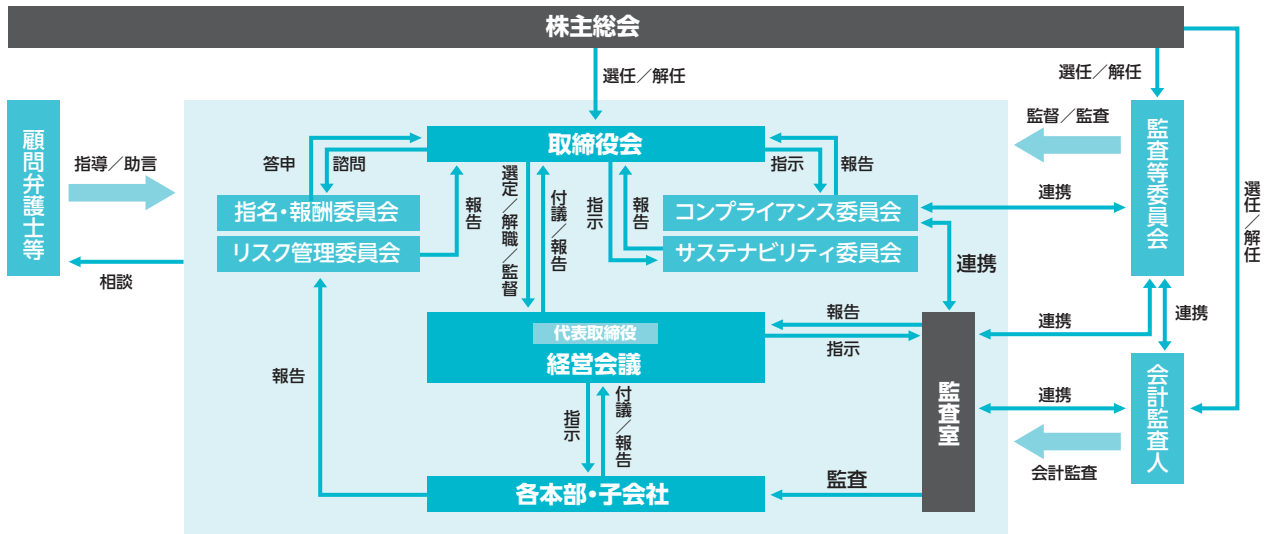 株主総会
選任／解任
選任／解任
選任／解任
顧問弁護士等
指導／助言
相談
取締役会
答申
諮問
指示
報告
指名・報酬委員会
リスク管理委員会
報告
選定／解職／監督
付議／報告
指示
報告
コンプライアンス委員会
サステナビリティ委員会
監督／監査
監査等委員会
連携
連携
代表取締役
経営会議
報告
指示
連携
連携
報告
指示
付議／報告
監査室
連携
会計監査人
会計監査
監査
各本部・子会社